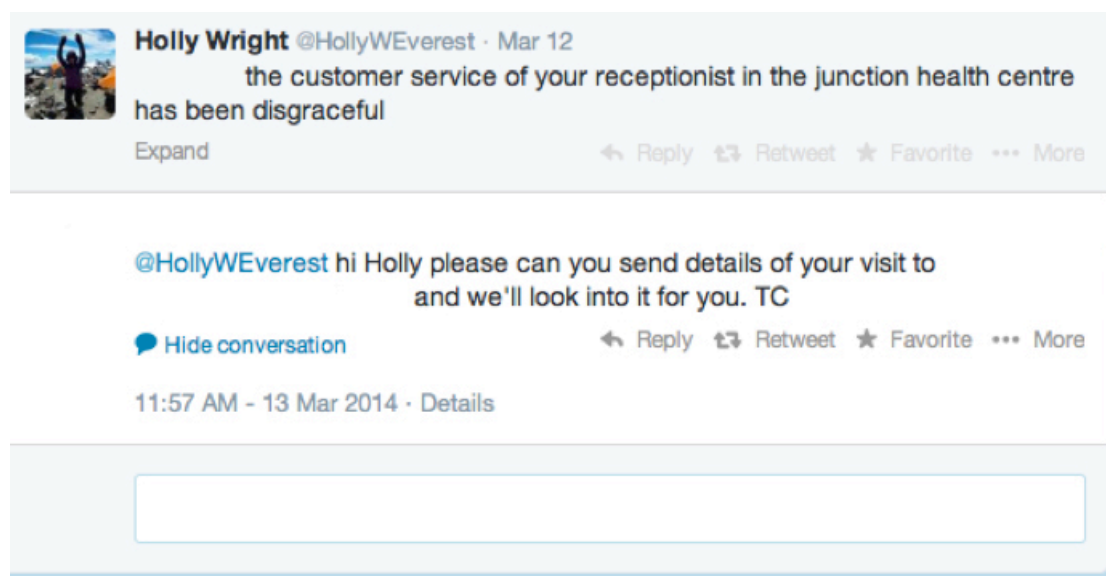 Holly Wright @HollyWEverest · Mar 12
the customer service of your receptionist in the junction health centre
has been disgraceful
Expand Reply Retweet Favorite ••• More
@HollyWEverest hi Holly please can you send details of your visit to
and we'll look into it for you. TC
Hide conversation Reply Retweet Favorite ••• More
11:57 AM - 13 Mar 2014 · Details